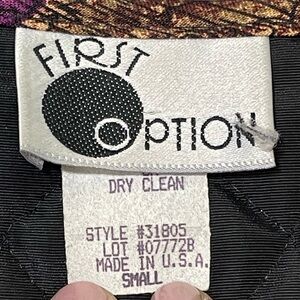 FIRST
OPTION
DRY CLEAN
STYLE #31805
LOT #07772B
MADE IN U.S.A.
SMALL